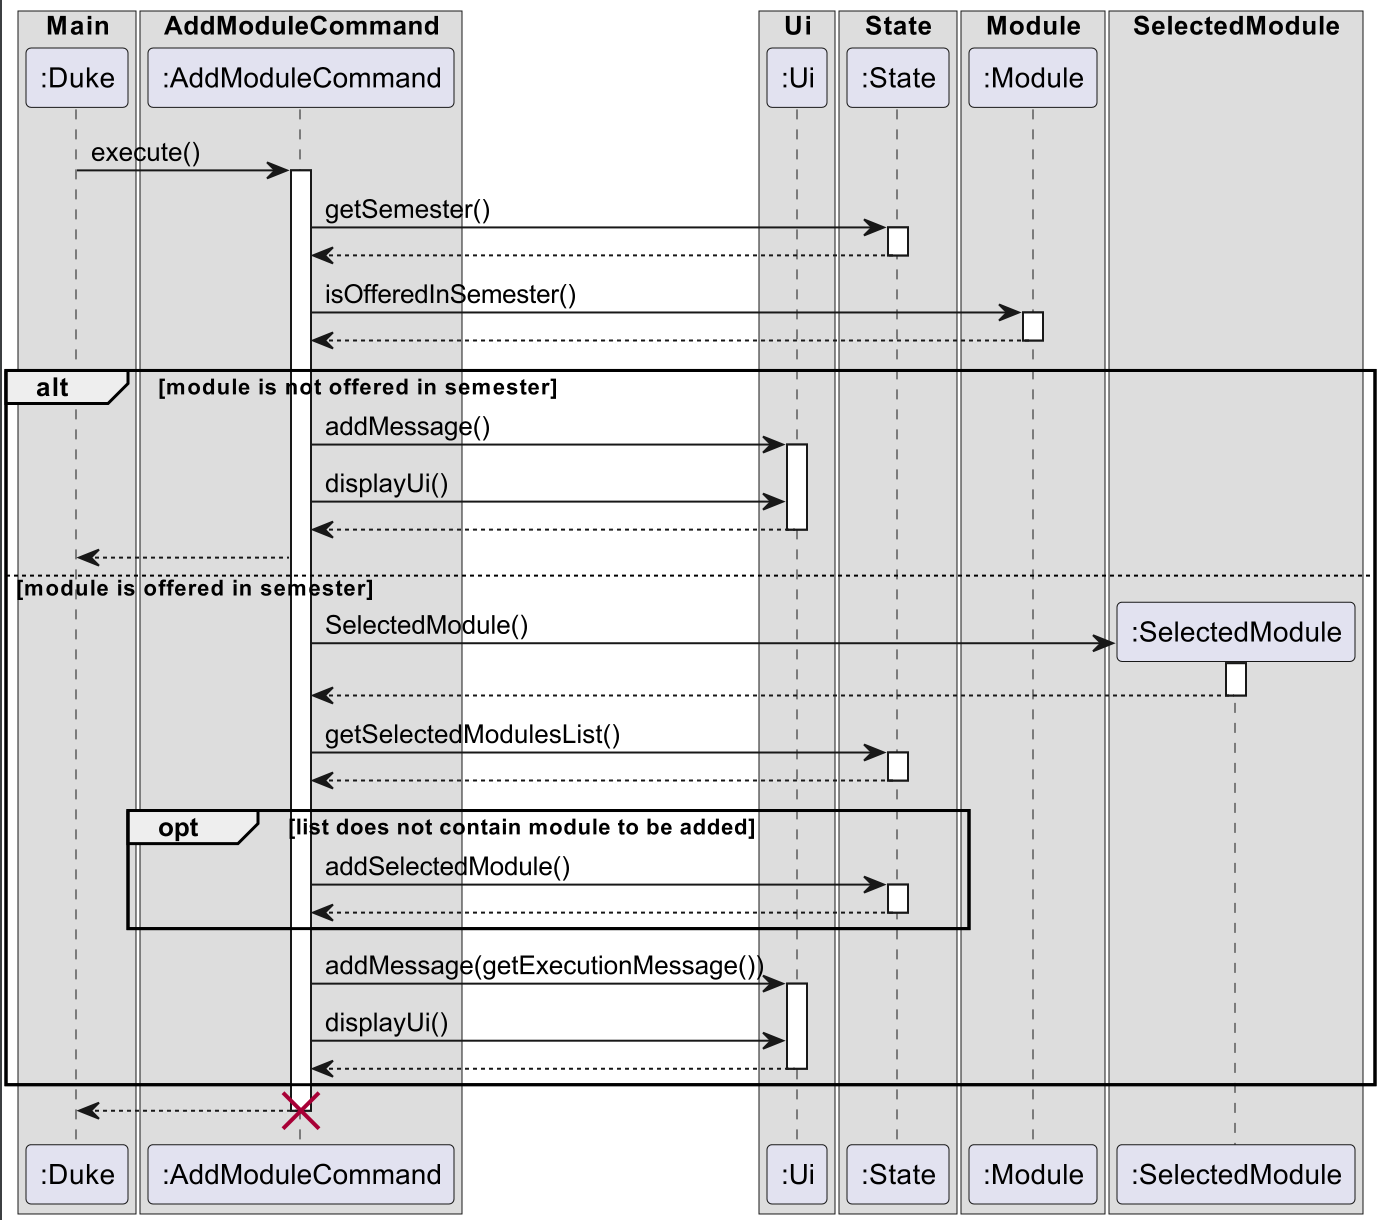 Main AddModuleCommand Ui State Module SelectedModule
:Duke :AddModuleCommand :Ui :State :Module
execute()
getSemester()
isOfferedInSemester()
alt [module is not offered in semester]
addMessage()
displayUi()
[module is offered in semester]
SelectedModule() :SelectedModule
getSelectedModulesList()
opt [list does not contain module to be added]
addSelectedModule()
addMessage(getExecutionMessage())
displayUi()
:Duke :AddModuleCommand :Ui :State :Module :SelectedModule